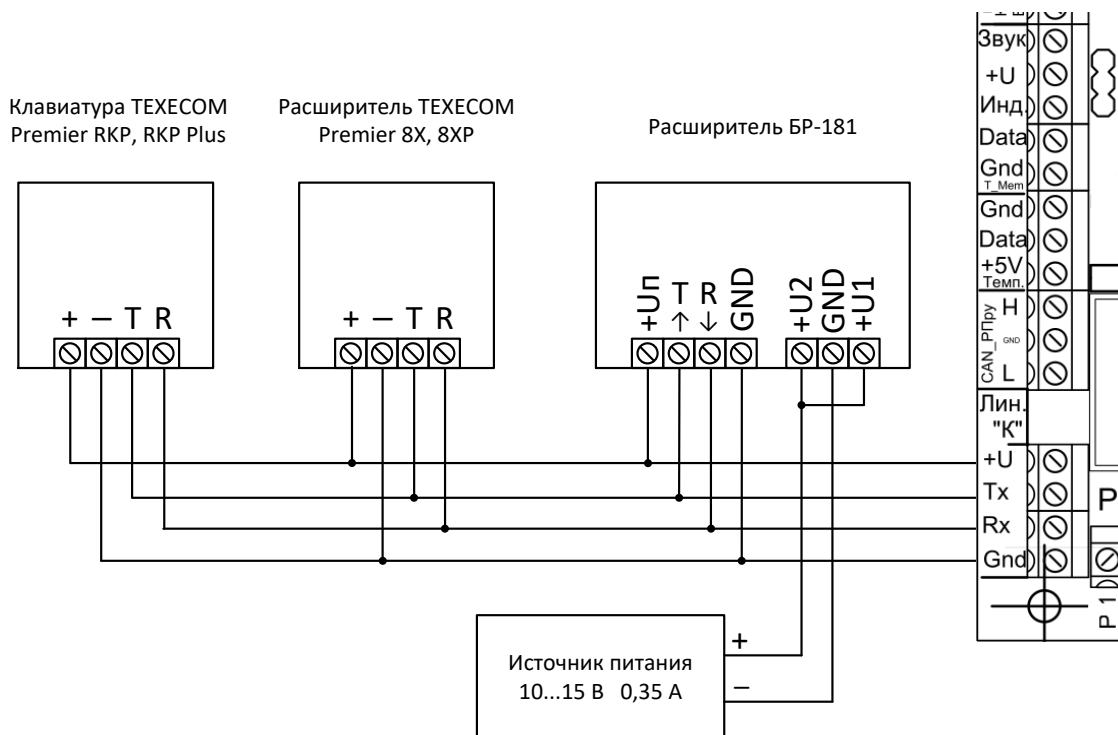 Клавиатура TEXECOM
Premier RKP, RKP Plus
Расширитель TEXECOM
Premier 8X, 8XP
Расширитель БР-181
+ – T R
+ – T R
+Uп T R GND +U2 GND +U1
↑ ↓
Источник питания
10...15 В 0,35 А
+
–
Звук
+U
Инд.
Data
Gnd
T_Mem
Gnd
Data
+5V
Темп.
CAN_РПру
H
GND
L
Лин.
"К"
+U
Tx
Rx
Gnd
P
P 1